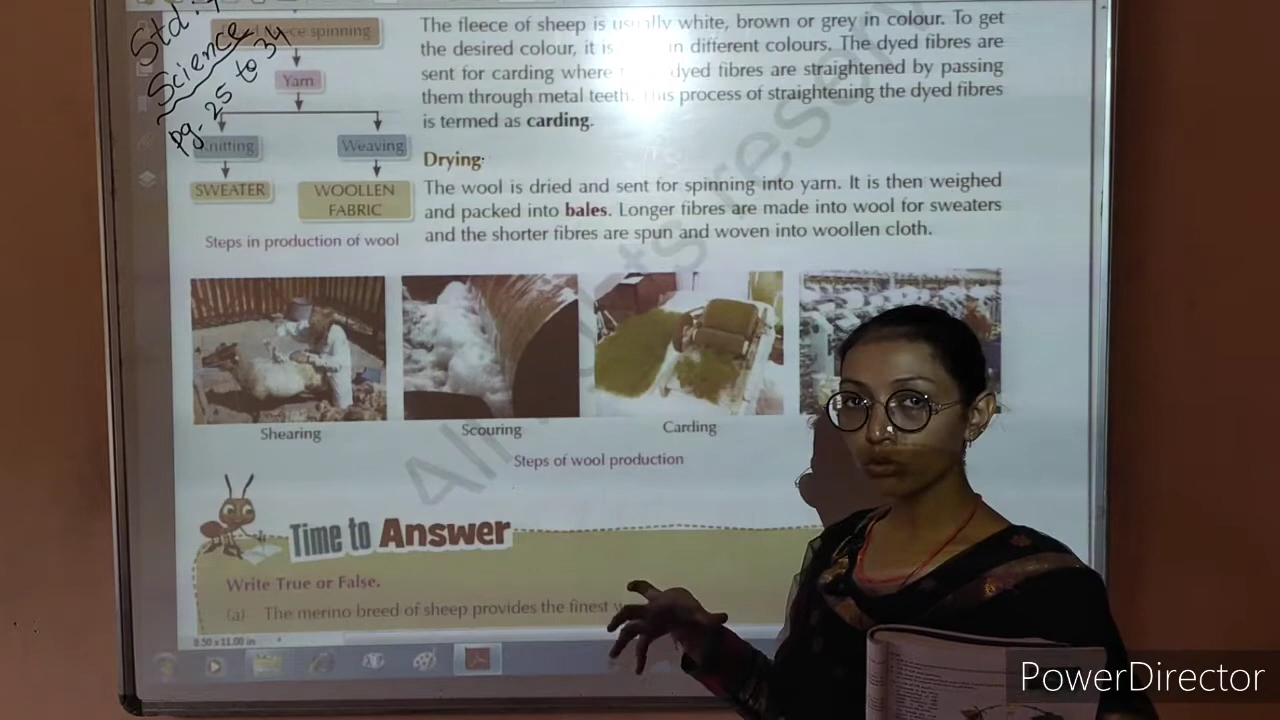 Std.
Science
pg. 25 to 34
spinning
Yarn
Knitting
Weaving
SWEATER
WOOLLEN
FABRIC
Steps in production of wool
The fleece of sheep is usually white, brown or grey in colour. To get
the desired colour, it is in different colours. The dyed fibres are
sent for carding where dyed fibres are straightened by passing
them through metal teeth. This process of straightening the dyed fibres
is termed as carding.
Drying
The wool is dried and sent for spinning into yarn. It is then weighed
and packed into bales. Longer fibres are made into wool for sweaters
and the shorter fibres are spun and woven into woollen cloth.
Shearing
Scouring
Carding
Steps of wool production
Time to Answer
Write True or False.
(a) The merino breed of sheep provides the finest
8.50 x 11.00 in
PowerDirector